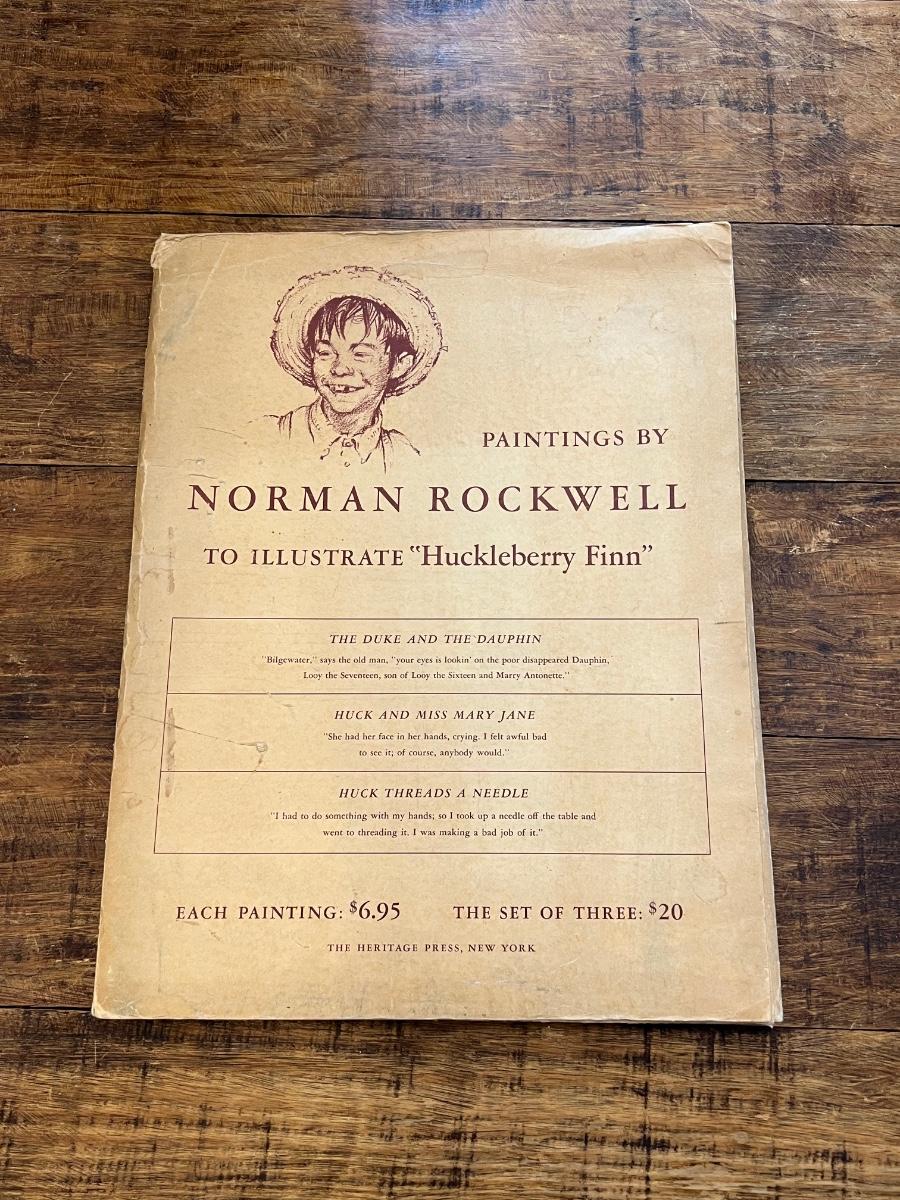 PAINTINGS BY
NORMAN ROCKWELL
TO ILLUSTRATE "Huckleberry Finn"
THE DUKE AND THE DAUPHIN
"Bilgewater," says the old man, "your eyes is lookin' on the poor disappeared Dauphin,
Looy the Seventeen, son of Looy the Sixteen and Marry Antonette."
HUCK AND MISS MARY JANE
"She had her face in her hands, crying. I felt awful bad
to see it; of course, anybody would."
HUCK THREADS A NEEDLE
"I had to do something with my hands; so I took up a needle off the table and
went to threading it. I was making a bad job of it."
EACH PAINTING: $6.95 THE SET OF THREE: $20
THE HERITAGE PRESS, NEW YORK